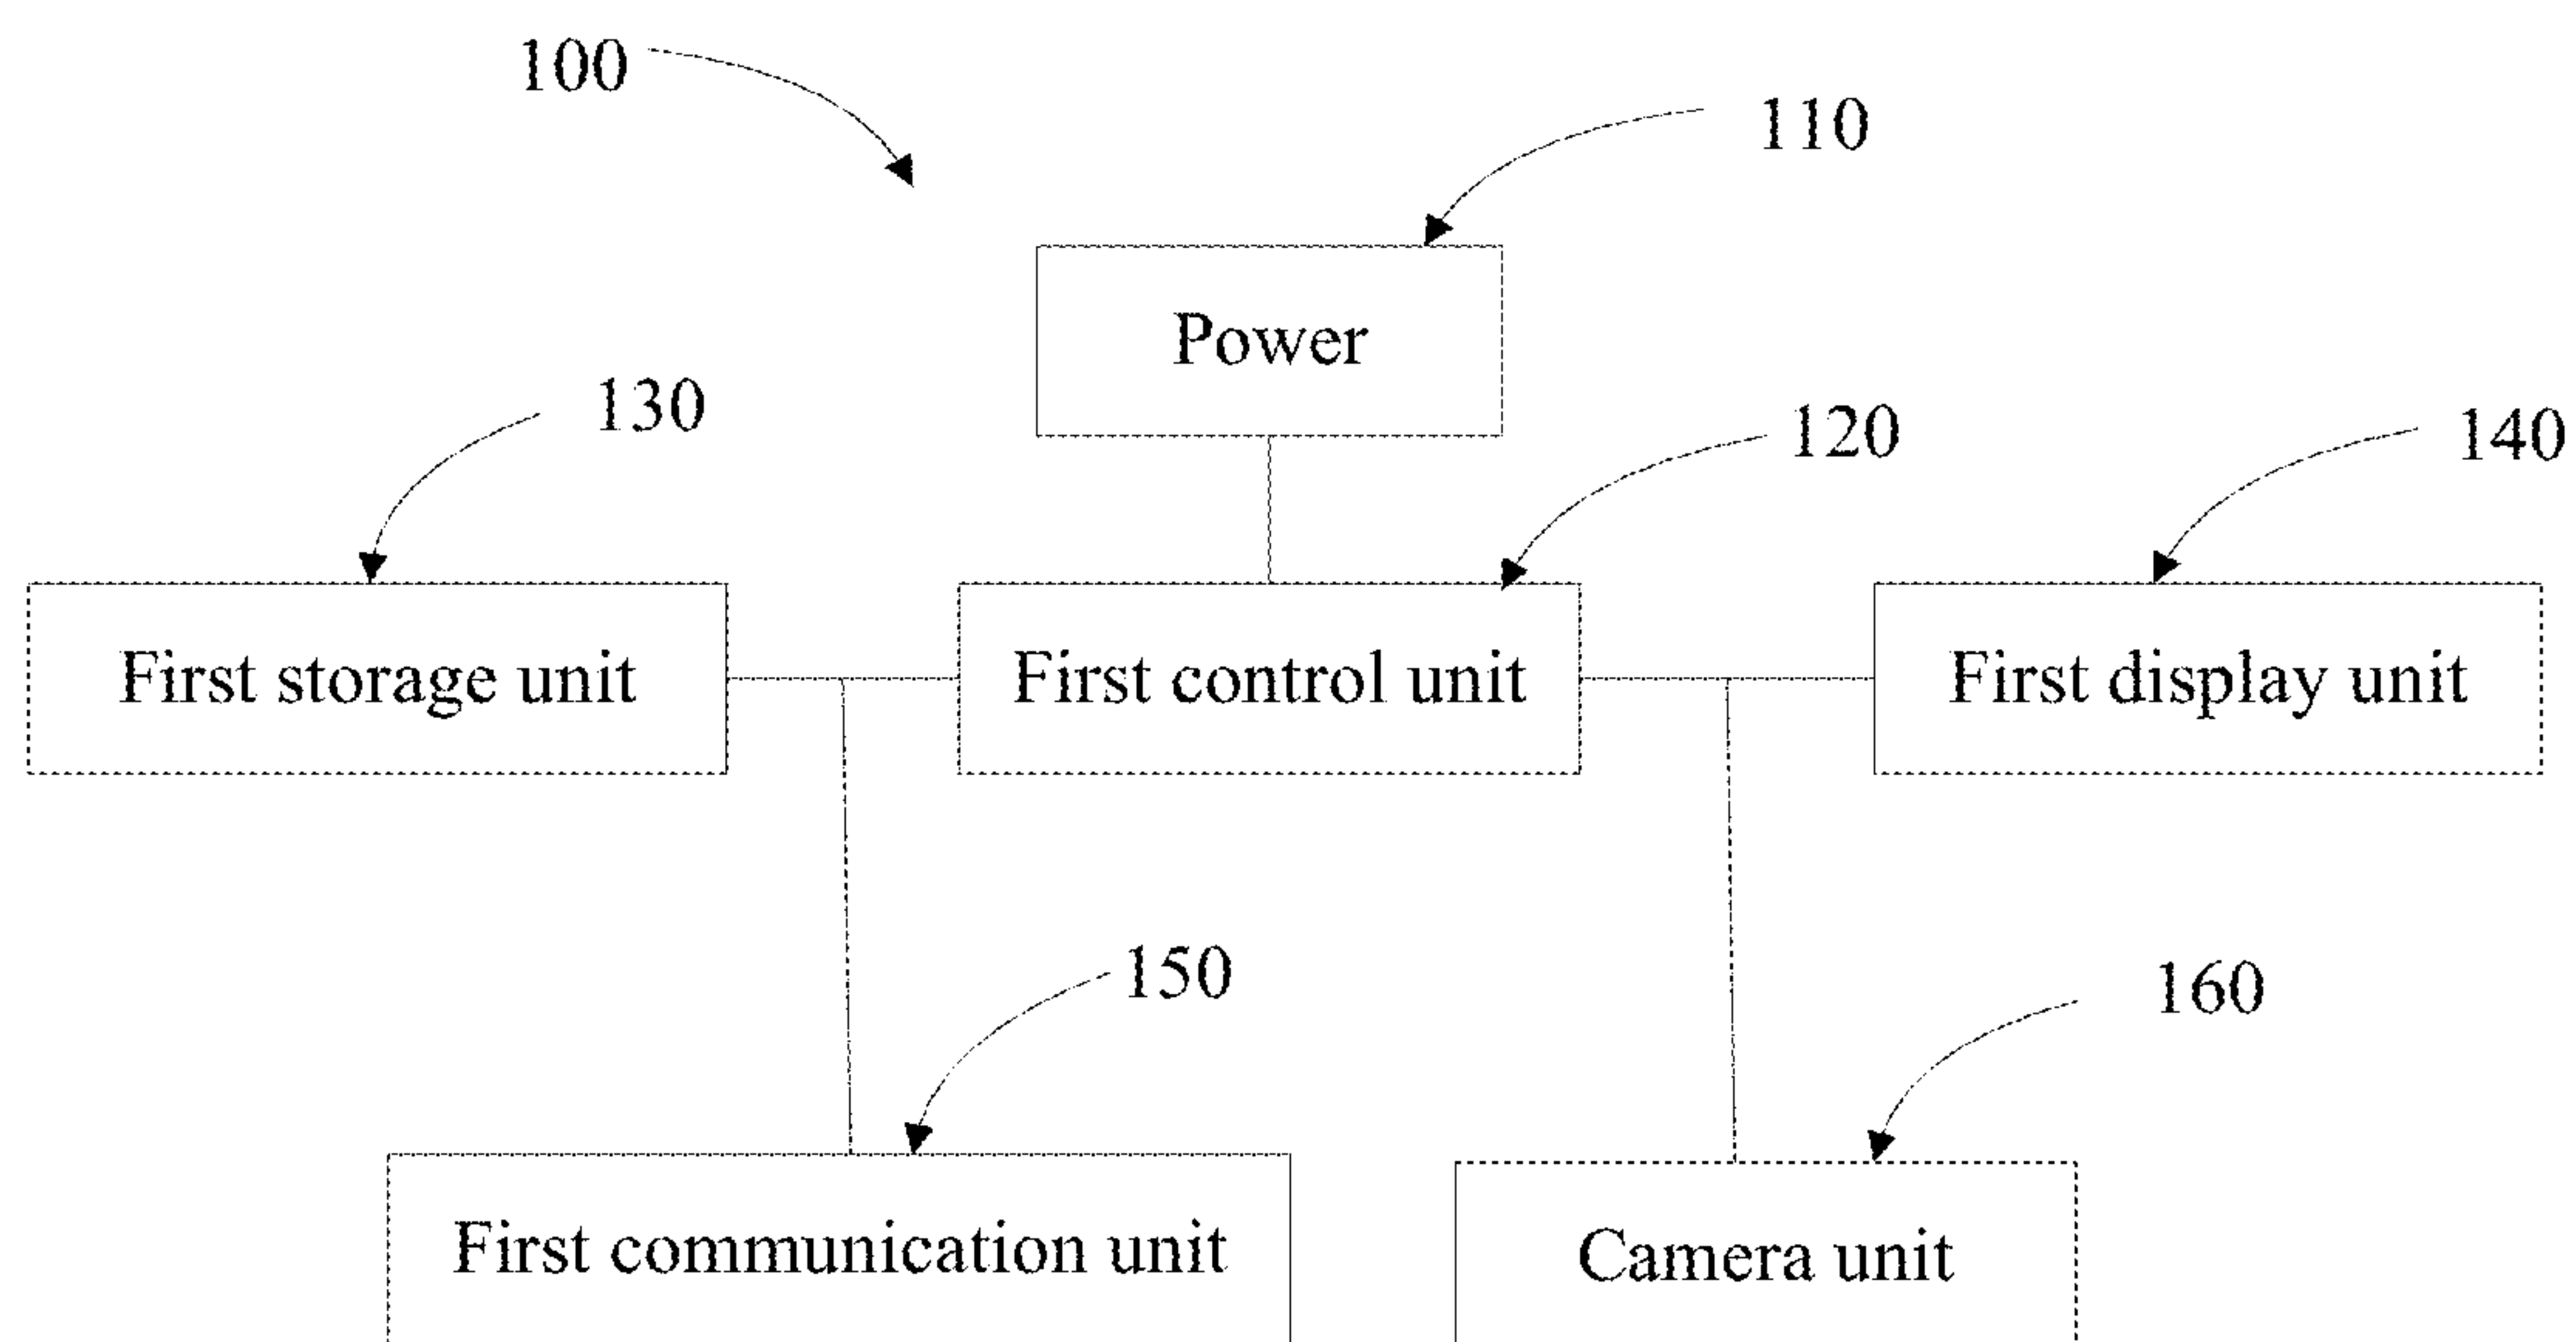 100
110
Power
130
120
140
First storage unit
First control unit
First display unit
150
160
First communication unit
Camera unit